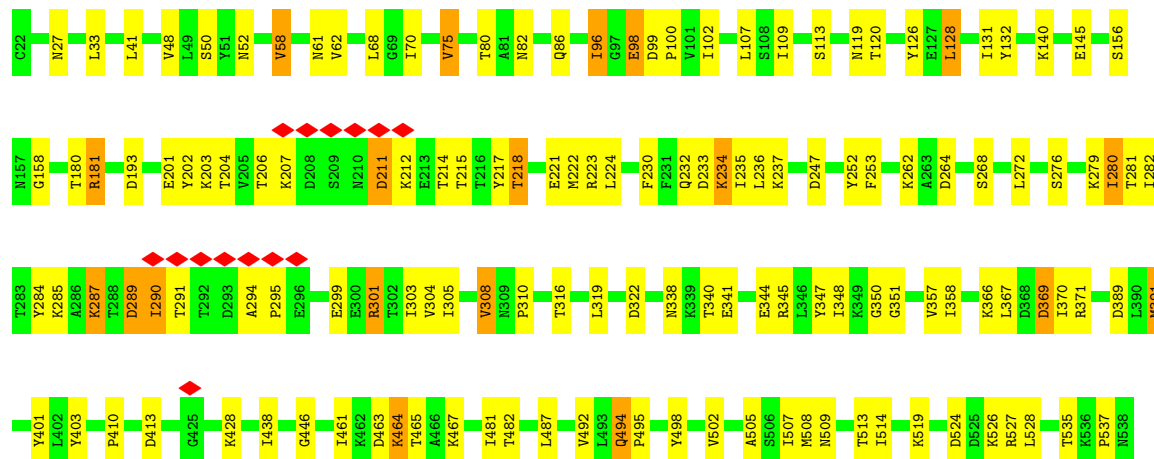 C22 N27 L33 L41 V48 L49 S50 Y51 N52 V58 N61 V62 L68 G69 I70 V75 T80 A81 N82 Q86 I96 G97 E98 D99 P100 V101 I102 L107 S108 I109 S113 N119 T120 Y126 E127 L128 I131 Y132 K140 E145 S156
N157 G158 T180 R181 D193 E201 Y202 K203 T204 V205 T206 K207 D208 S209 N210 D211 K212 E213 T214 T215 T216 Y217 T218 E221 M222 R223 L224 F230 F231 Q232 D233 K234 I235 L236 K237 D247 Y252 F253 K262 A263 D264 S268 L272 S276 K279 I280 T281 I282
T283 Y284 K285 A286 K287 T288 D289 I290 T291 T292 D293 A294 P295 E296 E299 E300 R301 T302 I303 V304 I305 V308 N309 P310 T316 L319 D322 N338 K339 T340 E341 E344 R345 L346 Y347 I348 K349 G350 G351 V357 I358 K366 L367 D368 D369 I370 R371 D389 L390 M391
Y401 L402 Y403 P410 D413 G425 K428 I438 G446 I461 K462 D463 K464 T465 A466 K467 I481 T482 L487 V492 L493 Q494 P495 Y498 V502 A505 S506 I507 M508 N509 T513 I514 K519 D524 D525 K526 R527 L528 T535 K536 P537 N538